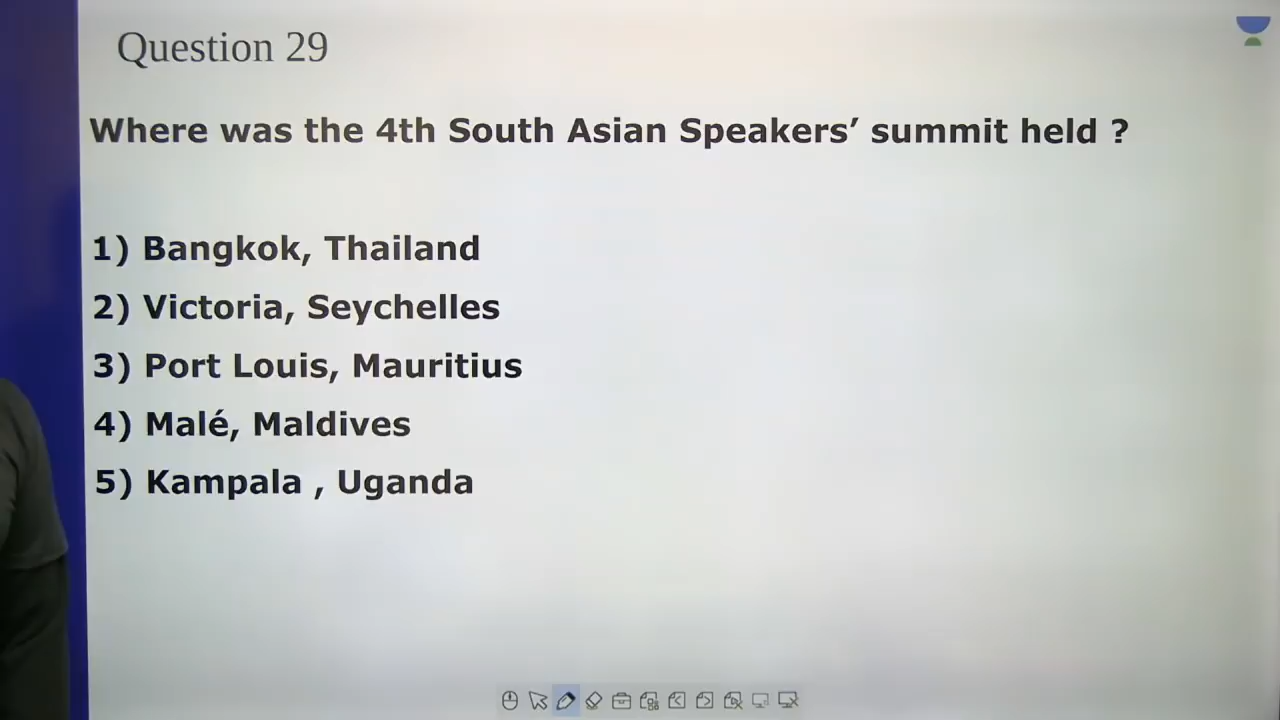 Question 29
Where was the 4th South Asian Speakers’ summit held ?
1) Bangkok, Thailand
2) Victoria, Seychelles
3) Port Louis, Mauritius
4) Malé, Maldives
5) Kampala , Uganda